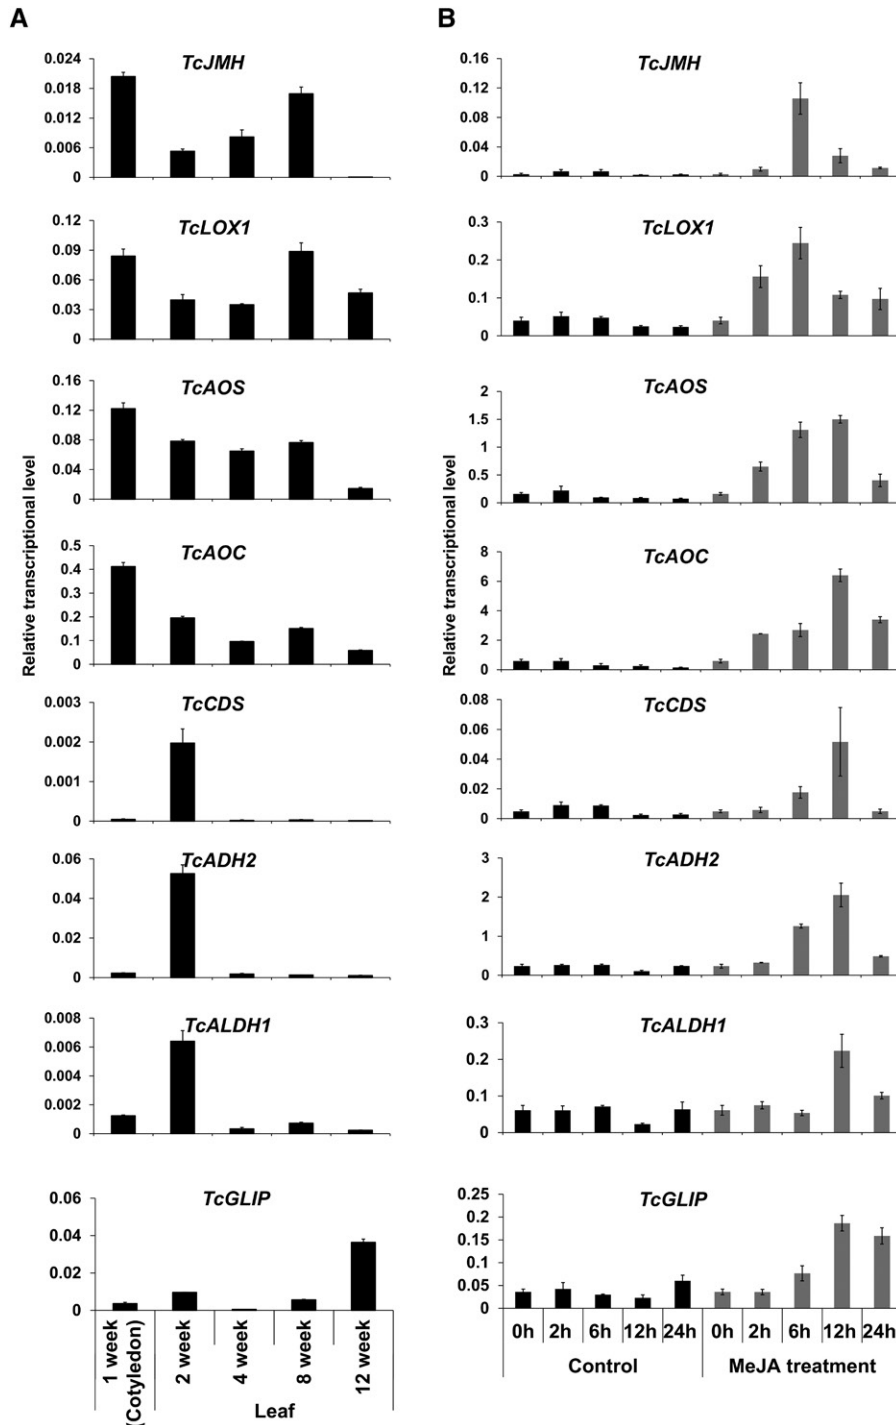 A
Relative transcriptional level
TcJMH
0.024
0.018
0.012
0.006
0
TcLOX1
0.12
0.09
0.06
0.03
0
TcAOS
0.16
0.12
0.08
0.04
0
TcAOC
0.5
0.4
0.3
0.2
0.1
0
TcCDS
0.003
0.002
0.001
0
TcADH2
0.06
0.04
0.02
0
TcALDH1
0.008
0.006
0.004
0.002
0
TcGLIP
0.06
0.04
0.02
0
1 week
(Cotyledon)
2 week
4 week
8 week
12 week
Leaf
B
Relative transcriptional level
TcJMH
0.16
0.12
0.08
0.04
0
TcLOX1
0.3
0.2
0.1
0
TcAOS
2
1.5
1
0.5
0
TcAOC
8
6
4
2
0
TcCDS
0.08
0.06
0.04
0.02
0
TcADH2
3
2
1
0
TcALDH1
0.3
0.2
0.1
0
TcGLIP
0.25
0.2
0.15
0.1
0.05
0
0h 2h 6h 12h 24h 0h 2h 6h 12h 24h
Control MeJA treatment